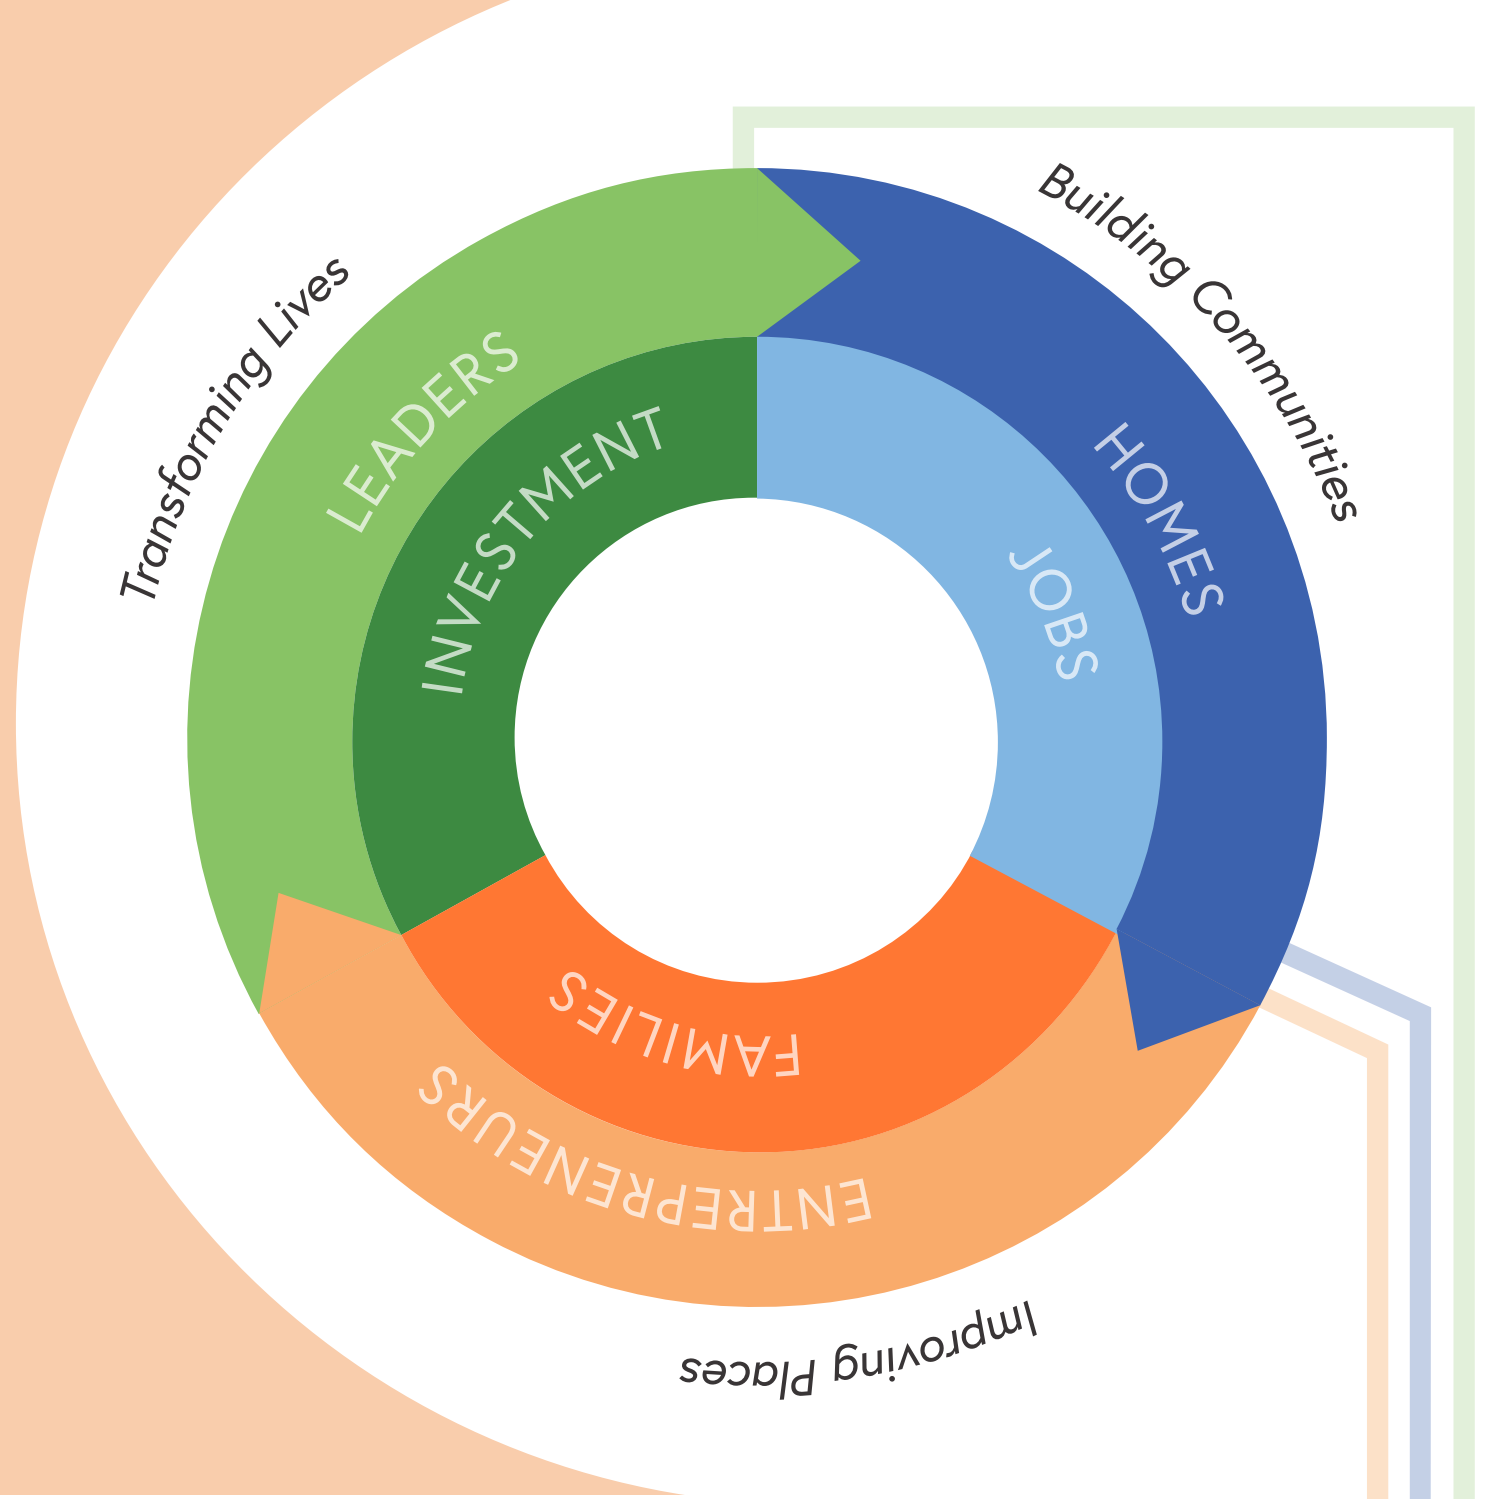 Transforming Lives
Building Communities
LEADERS
HOMES
INVESTMENT
JOBS
FAMILIES
ENTREPRENEURS
Improving Places